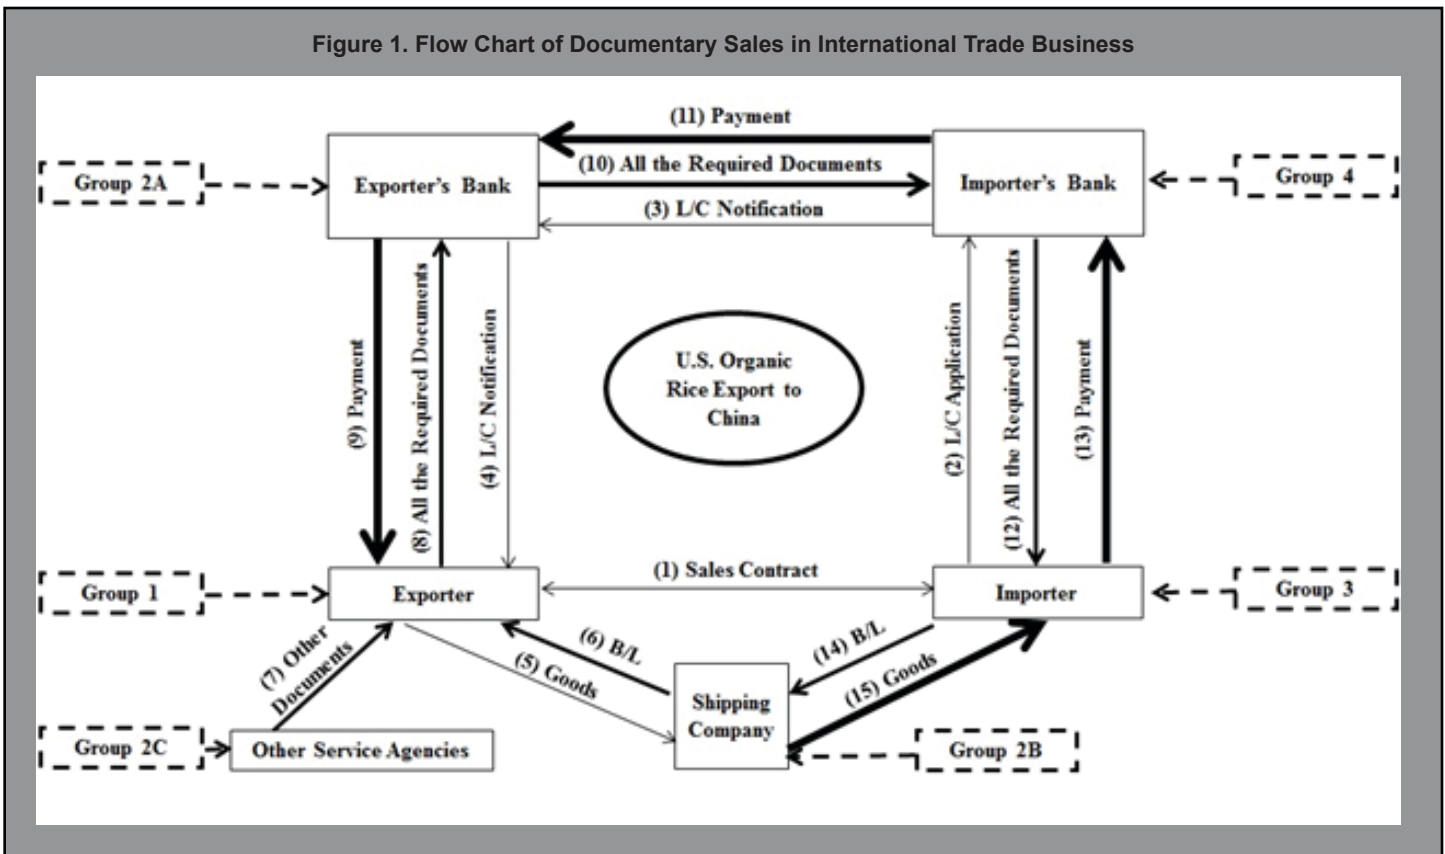 Figure 1. Flow Chart of Documentary Sales in International Trade Business
(11) Payment
Group 2A
Exporter's Bank
(10) All the Required Documents
Importer's Bank
Group 4
(3) L/C Notification
(9) Payment
(8) All the Required Documents
(4) L/C Notification
U.S. Organic
Rice Export to
China
(2) L/C Application
(12) All the Required Documents
(13) Payment
Group 1
Exporter
(1) Sales Contract
Importer
Group 3
(7) Other
Documents
(6) B/L
(5) Goods
(14) B/L
(15) Goods
Shipping
Company
Group 2C
Other Service Agencies
Group 2B